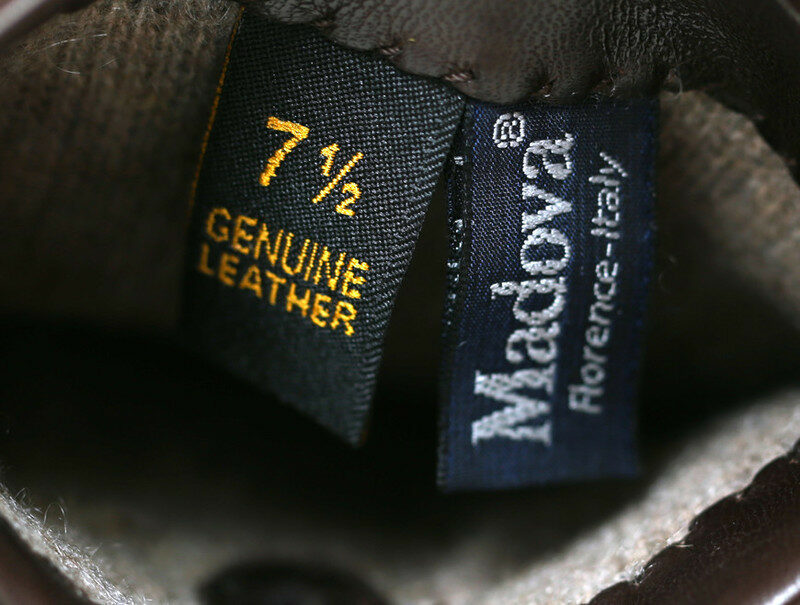 7 ½
GENUINE
LEATHER
Madova®
Florence-Italy